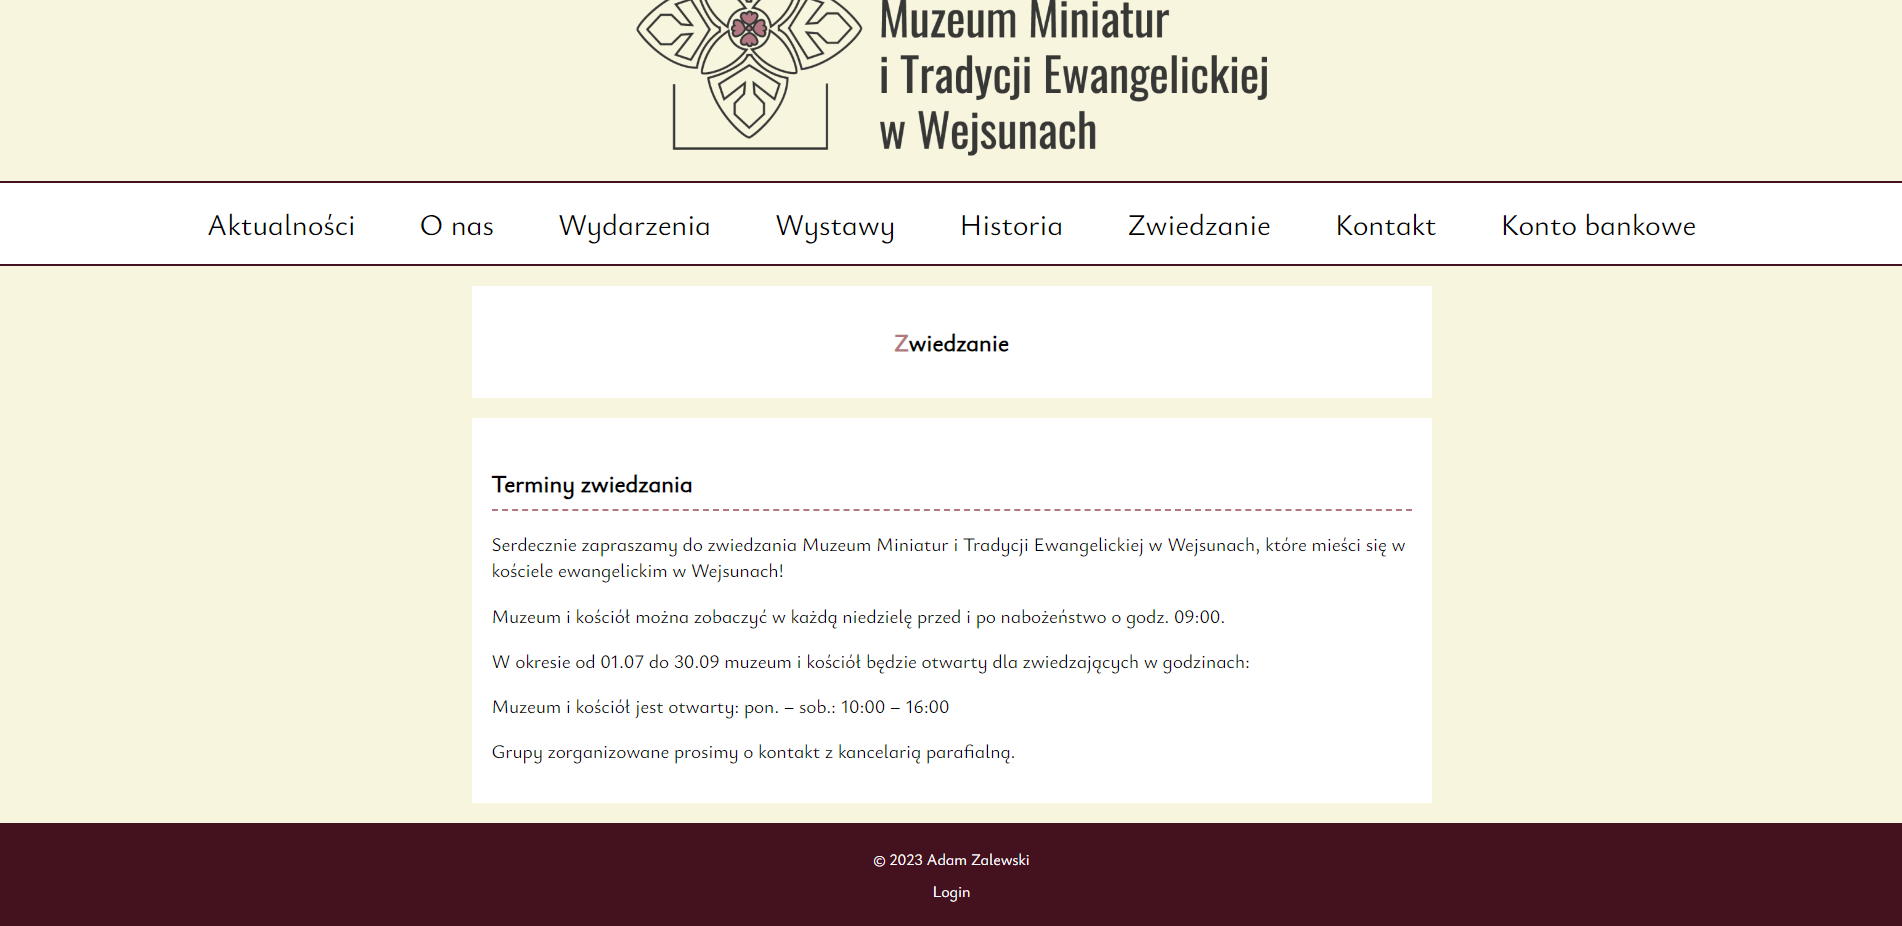 Muzeum Miniatur
i Tradycji Ewangelickiej
w Wejsunach
Aktualności O nas Wydarzenia Wystawy Historia Zwiedzanie Kontakt Konto bankowe
Zwiedzanie
Terminy zwiedzania
Serdecznie zapraszamy do zwiedzania Muzeum Miniatur i Tradycji Ewangelickiej w Wejsunach, które mieści się w
kościele ewangelickim w Wejsunach!
Muzeum i kościół można zobaczyć w każdą niedzielę przed i po nabożeństwo o godz. 09:00.
W okresie od 01.07 do 30.09 muzeum i kościół będzie otwarty dla zwiedzających w godzinach:
Muzeum i kościół jest otwarty: pon. – sob.: 10:00 – 16:00
Grupy zorganizowane prosimy o kontakt z kancelarią parafialną.
© 2023 Adam Zalewski
Login